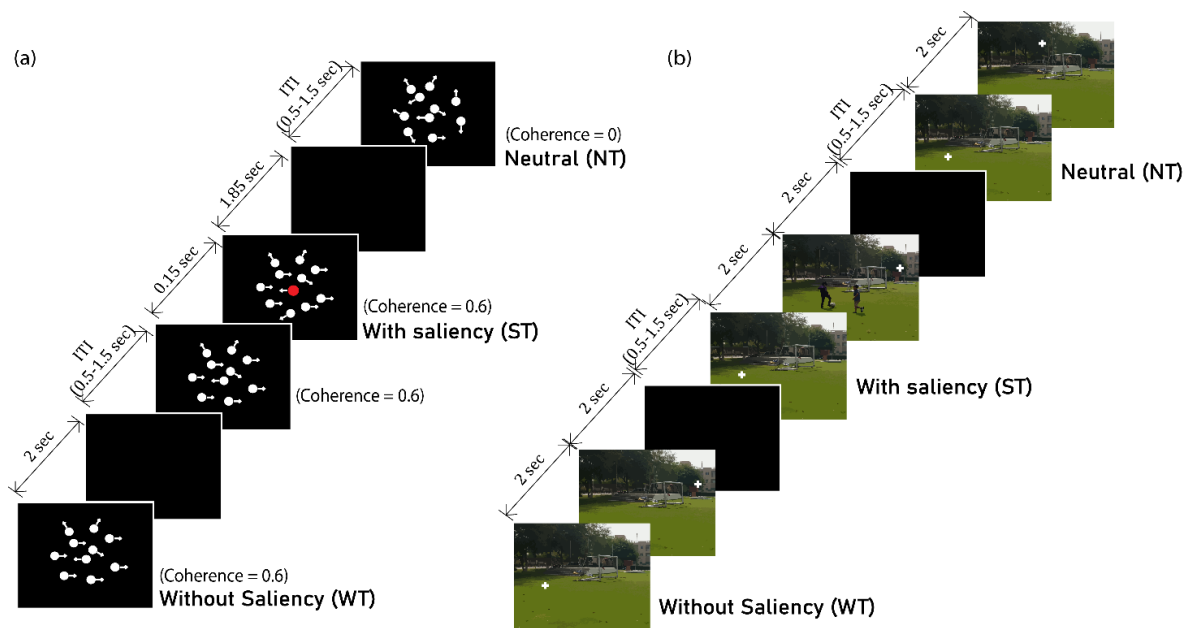 (a)
ITI
(0.5-1.5 sec)
(Coherence = 0)
Neutral (NT)
1.85 sec
0.15 sec
(Coherence = 0.6)
With saliency (ST)
ITI
(0.5-1.5 sec)
(Coherence = 0.6)
2 sec
(Coherence = 0.6)
Without Saliency (WT)
(b)
2 sec
ITI
(0.5-1.5 sec)
Neutral (NT)
2 sec
2 sec
ITI
(0.5-1.5 sec)
With saliency (ST)
2 sec
2 sec
Without Saliency (WT)